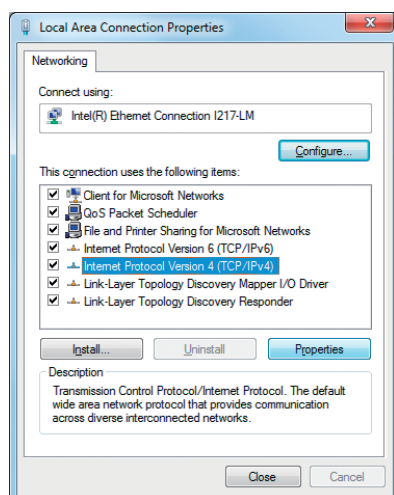 Local Area Connection Properties
Networking
Connect using:
Intel(R) Ethernet Connection I217-LM
Configure...
This connection uses the following items:
Client for Microsoft Networks
QoS Packet Scheduler
File and Printer Sharing for Microsoft Networks
Internet Protocol Version 6 (TCP/IPv6)
Internet Protocol Version 4 (TCP/IPv4)
Link-Layer Topology Discovery Mapper I/O Driver
Link-Layer Topology Discovery Responder
Install...
Uninstall
Properties
Description
Transmission Control Protocol/Internet Protocol. The default
wide area network protocol that provides communication
across diverse interconnected networks.
Close
Cancel